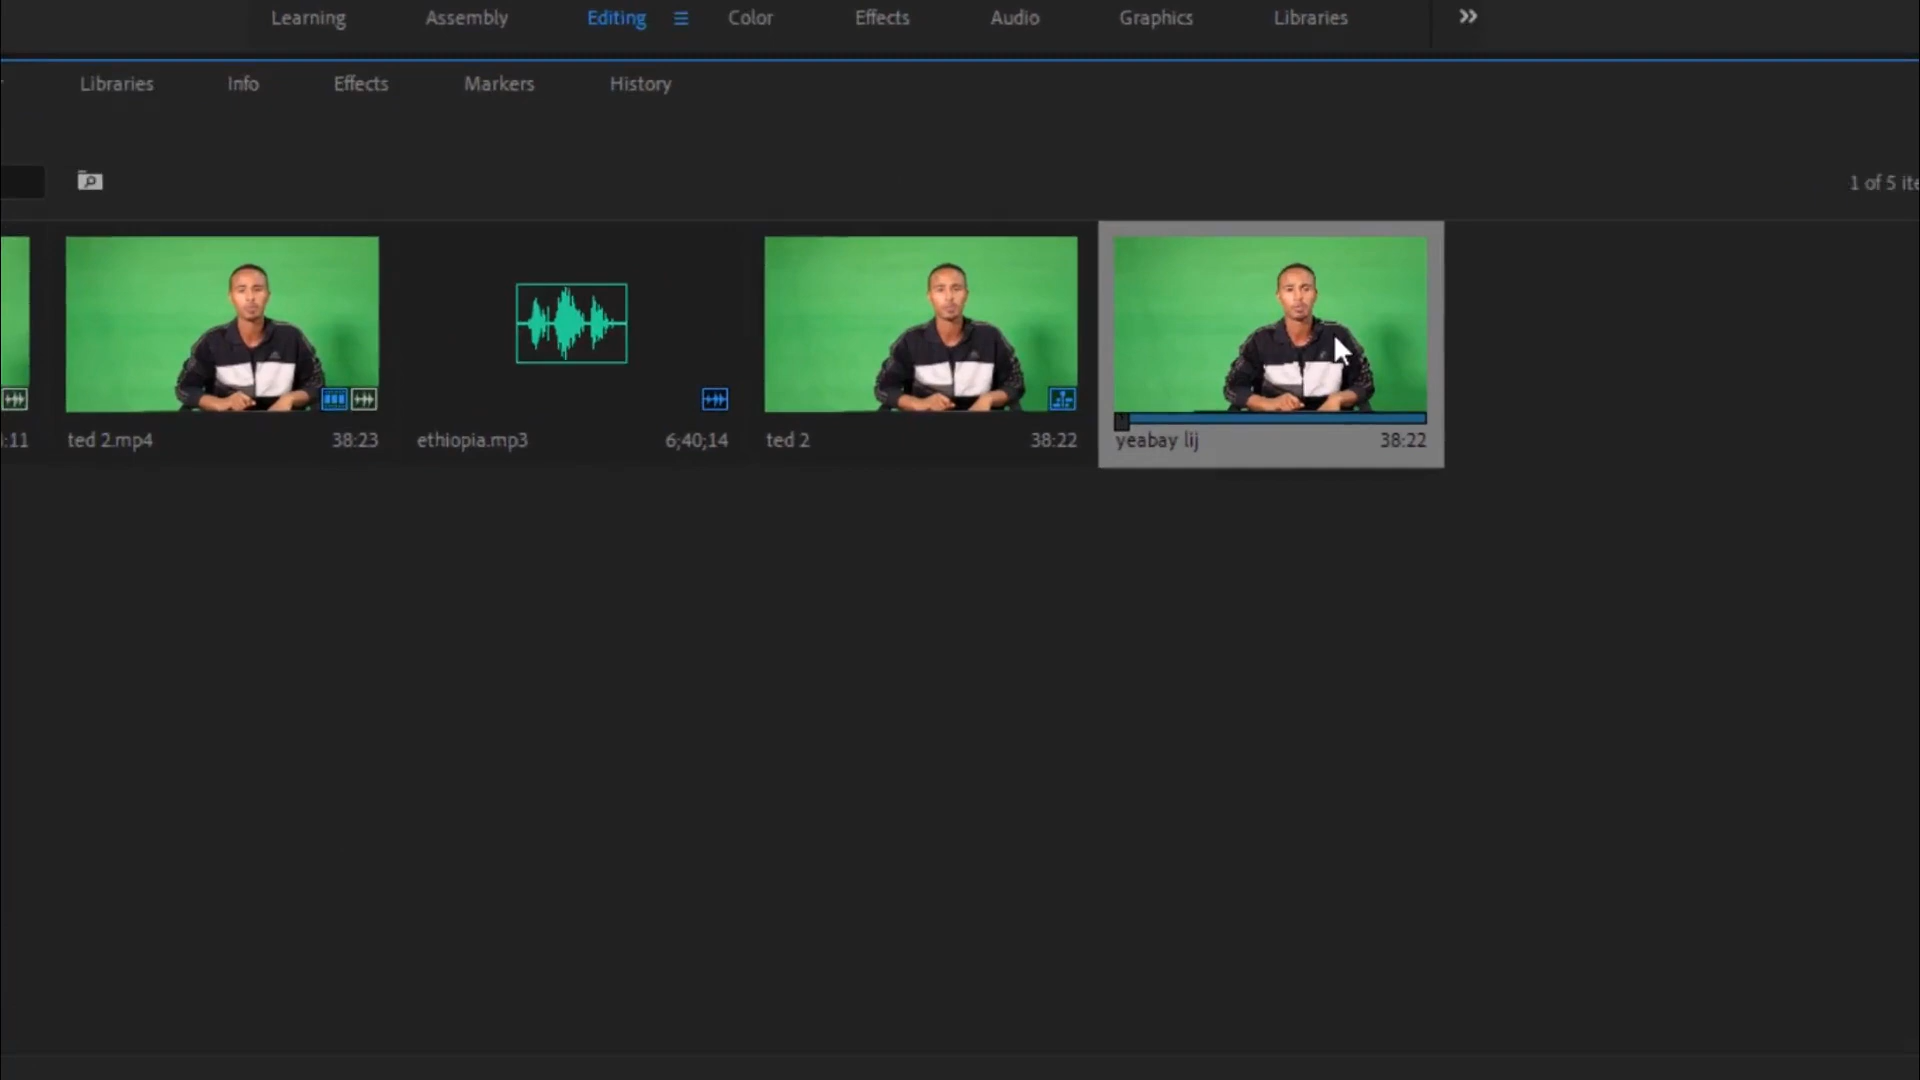 Learning Assembly Editing Color Effects Audio Graphics Libraries
Libraries Info Effects Markers History
1 of 5 ite
:11 ted 2.mp4 38:23 ethiopia.mp3 6;40;14 ted 2 38:22 yeabay lij 38:22